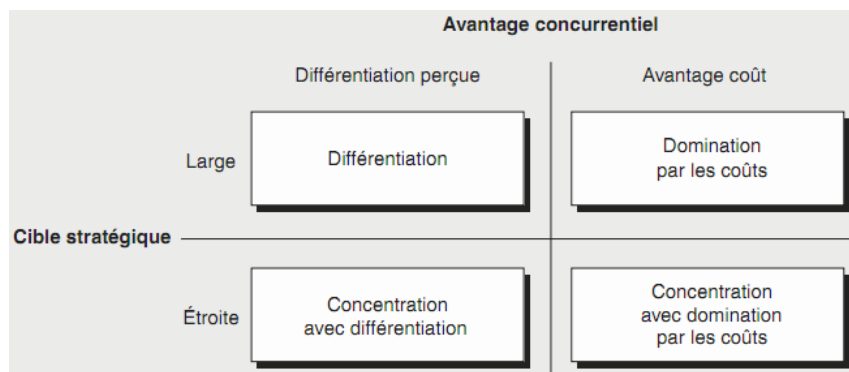 Avantage concurrentiel
Différentiation perçue
Avantage coût
Large
Différentiation
Domination
par les coûts
Cible stratégique
Étroite
Concentration
avec différentiation
Concentration
avec domination
par les coûts